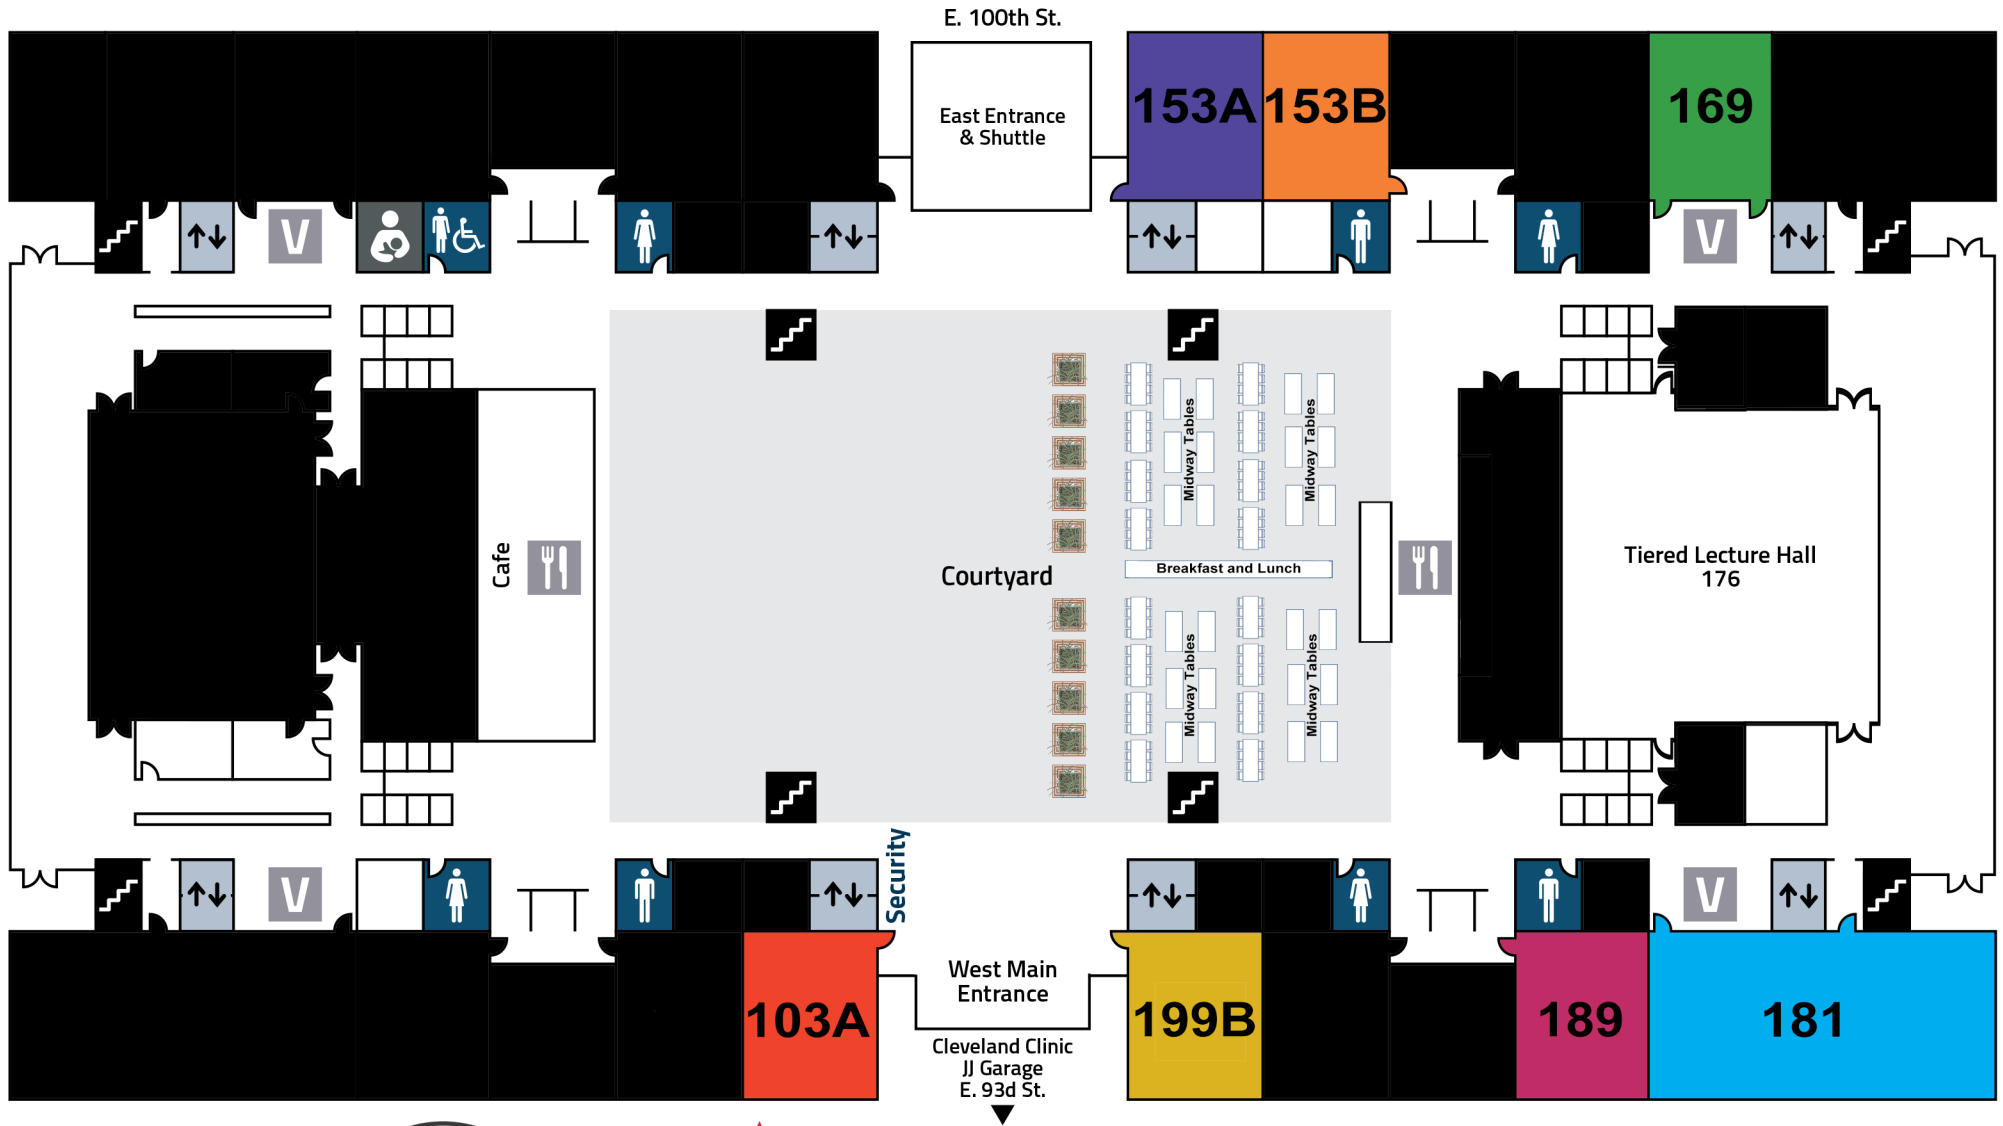 E. 100th St.
East Entrance
& Shuttle
153A
153B
169
V
V
Midway Tables
Midway Tables
Cafe
Courtyard
Breakfast and Lunch
Tiered Lecture Hall
176
Midway Tables
Midway Tables
Security
V
V
West Main
Entrance
103A
199B
189
181
Cleveland Clinic
JJ Garage
E. 93d St.